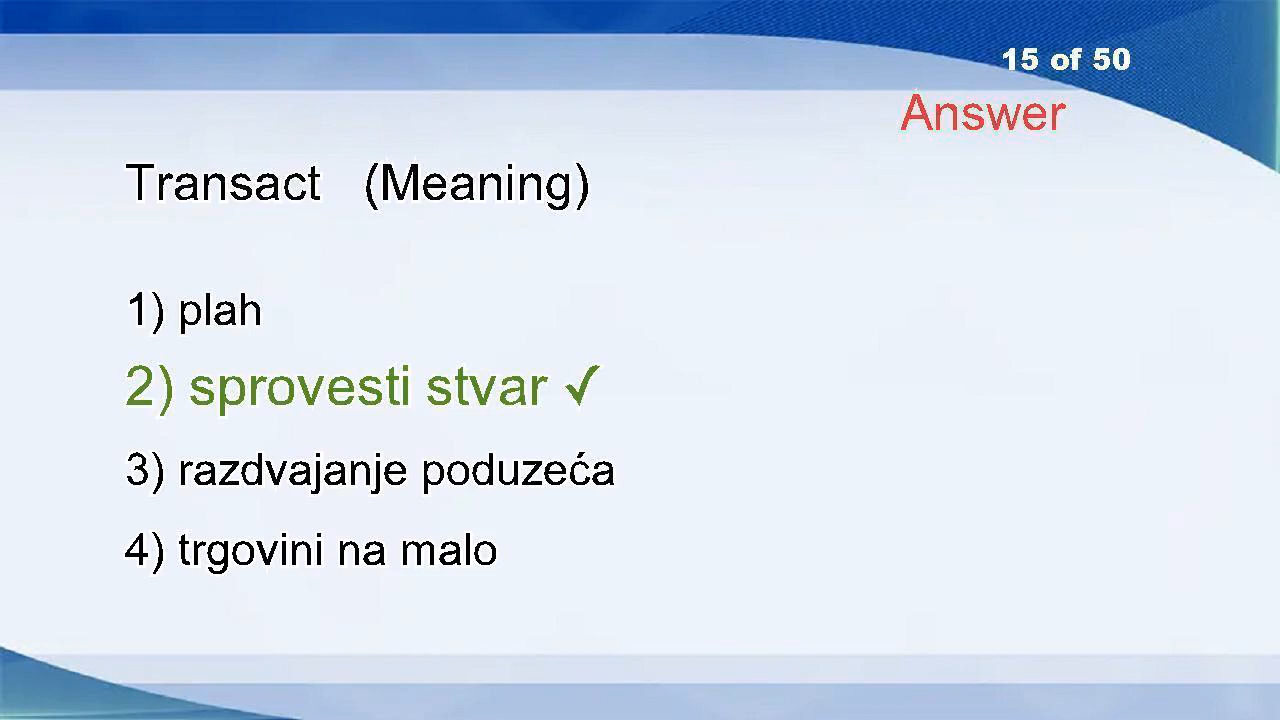 15 of 50
Answer
Transact (Meaning)
1) plah
2) sprovesti stvar ✓
3) razdvajanje poduzeća
4) trgovini na malo